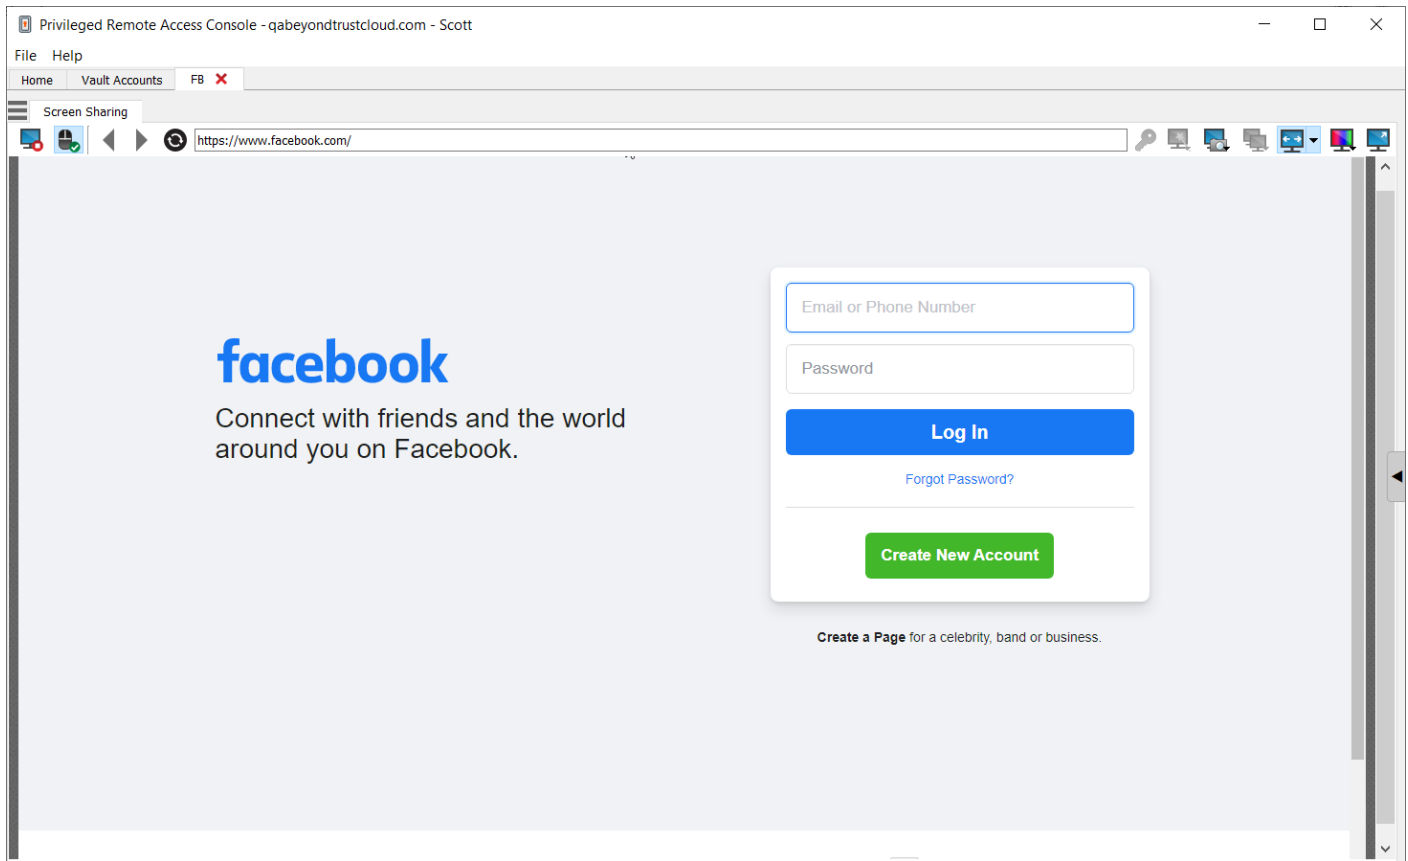 Privileged Remote Access Console - qabeyondtrustcloud.com - Scott
File Help
Home Vault Accounts FB
Screen Sharing
https://www.facebook.com/
facebook
Connect with friends and the world
around you on Facebook.
Email or Phone Number
Password
Log In
Forgot Password?
Create New Account
Create a Page for a celebrity, band or business.